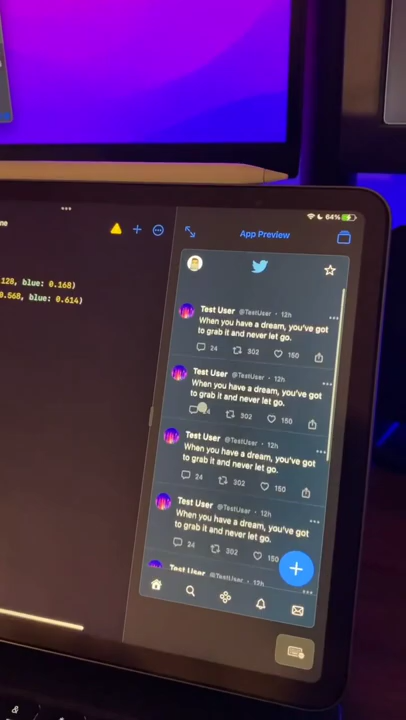 64%
ne
App Preview
128, blue: 0.168)
0.568, blue: 0.614)
Test User @TestUser · 12h
When you have a dream, you've got
to grab it and never let go.
24 302 150
Test User @TestUser · 12h
When you have a dream, you've got
to grab it and never let go.
302 150
Test User @TestUser · 12h
When you have a dream, you've got
to grab it and never let go.
24 302 150
Test User @TestUser · 12h
When you have a dream, you've got
to grab it and never let go.
24 302 150
Test User @TestUser · 12h
&